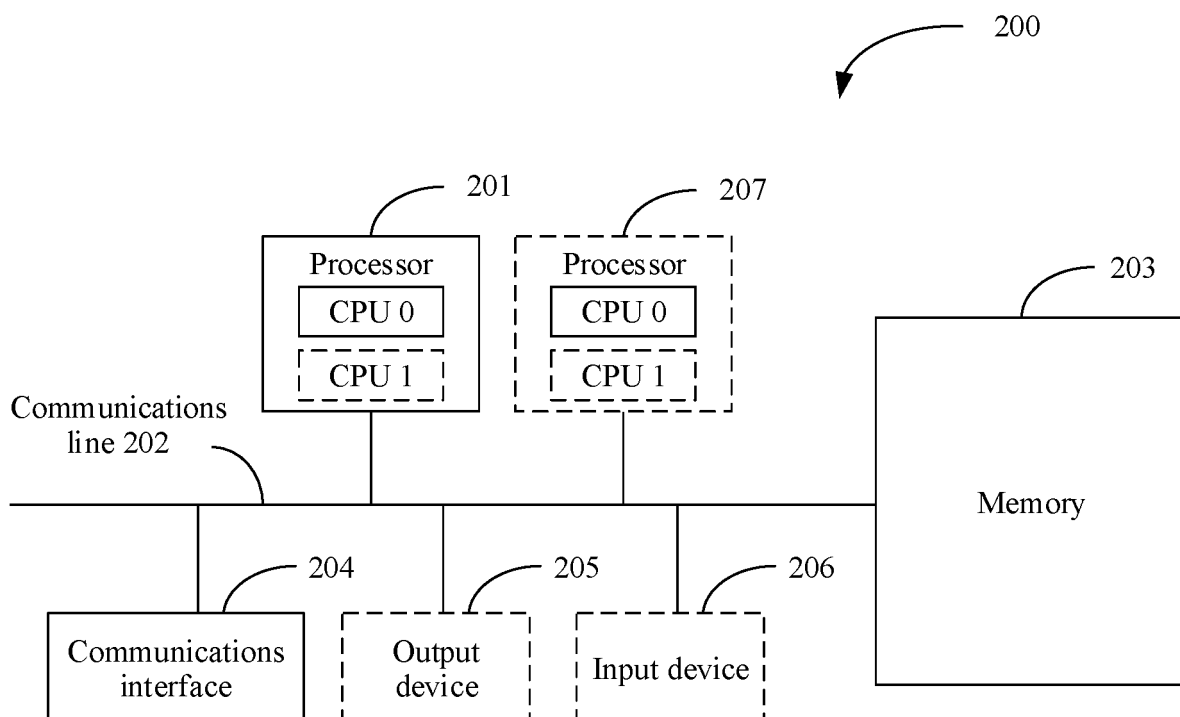 200
201
207
Processor
CPU 0
CPU 1
Processor
CPU 0
CPU 1
203
Communications
line 202
Memory
204
205
206
Communications
interface
Output
device
Input device